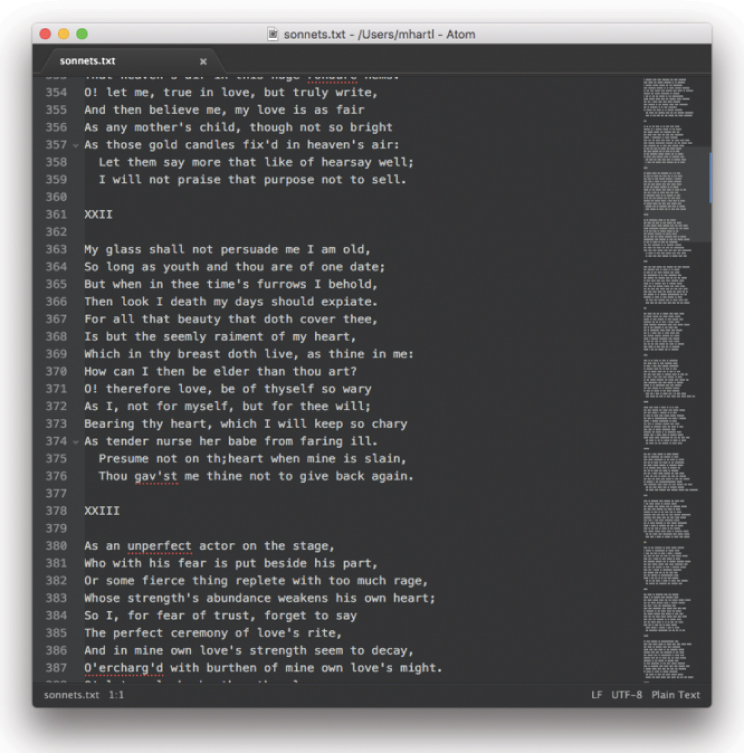 sonnets.txt - /Users/mhartl - Atom
sonnets.txt ×
353 That heaven's air in this huge rondure hems.
354 O! let me, true in love, but truly write,
355 And then believe me, my love is as fair
356 As any mother's child, though not so bright
357 As those gold candles fix'd in heaven's air:
358 Let them say more that like of hearsay well;
359 I will not praise that purpose not to sell.
360
361 XXII
362
363 My glass shall not persuade me I am old,
364 So long as youth and thou are of one date;
365 But when in thee time's furrows I behold,
366 Then look I death my days should expiate.
367 For all that beauty that doth cover thee,
368 Is but the seemly raiment of my heart,
369 Which in thy breast doth live, as thine in me:
370 How can I then be elder than thou art?
371 O! therefore love, be of thyself so wary
372 As I, not for myself, but for thee will;
373 Bearing thy heart, which I will keep so chary
374 As tender nurse her babe from faring ill.
375 Presume not on th;heart when mine is slain,
376 Thou gav'st me thine not to give back again.
377
378 XXIII
379
380 As an unperfect actor on the stage,
381 Who with his fear is put beside his part,
382 Or some fierce thing replete with too much rage,
383 Whose strength's abundance weakens his own heart;
384 So I, for fear of trust, forget to say
385 The perfect ceremony of love's rite,
386 And in mine own love's strength seem to decay,
387 O'ercharg'd with burthen of mine own love's might.
sonnets.txt 1:1 LF UTF-8 Plain Text